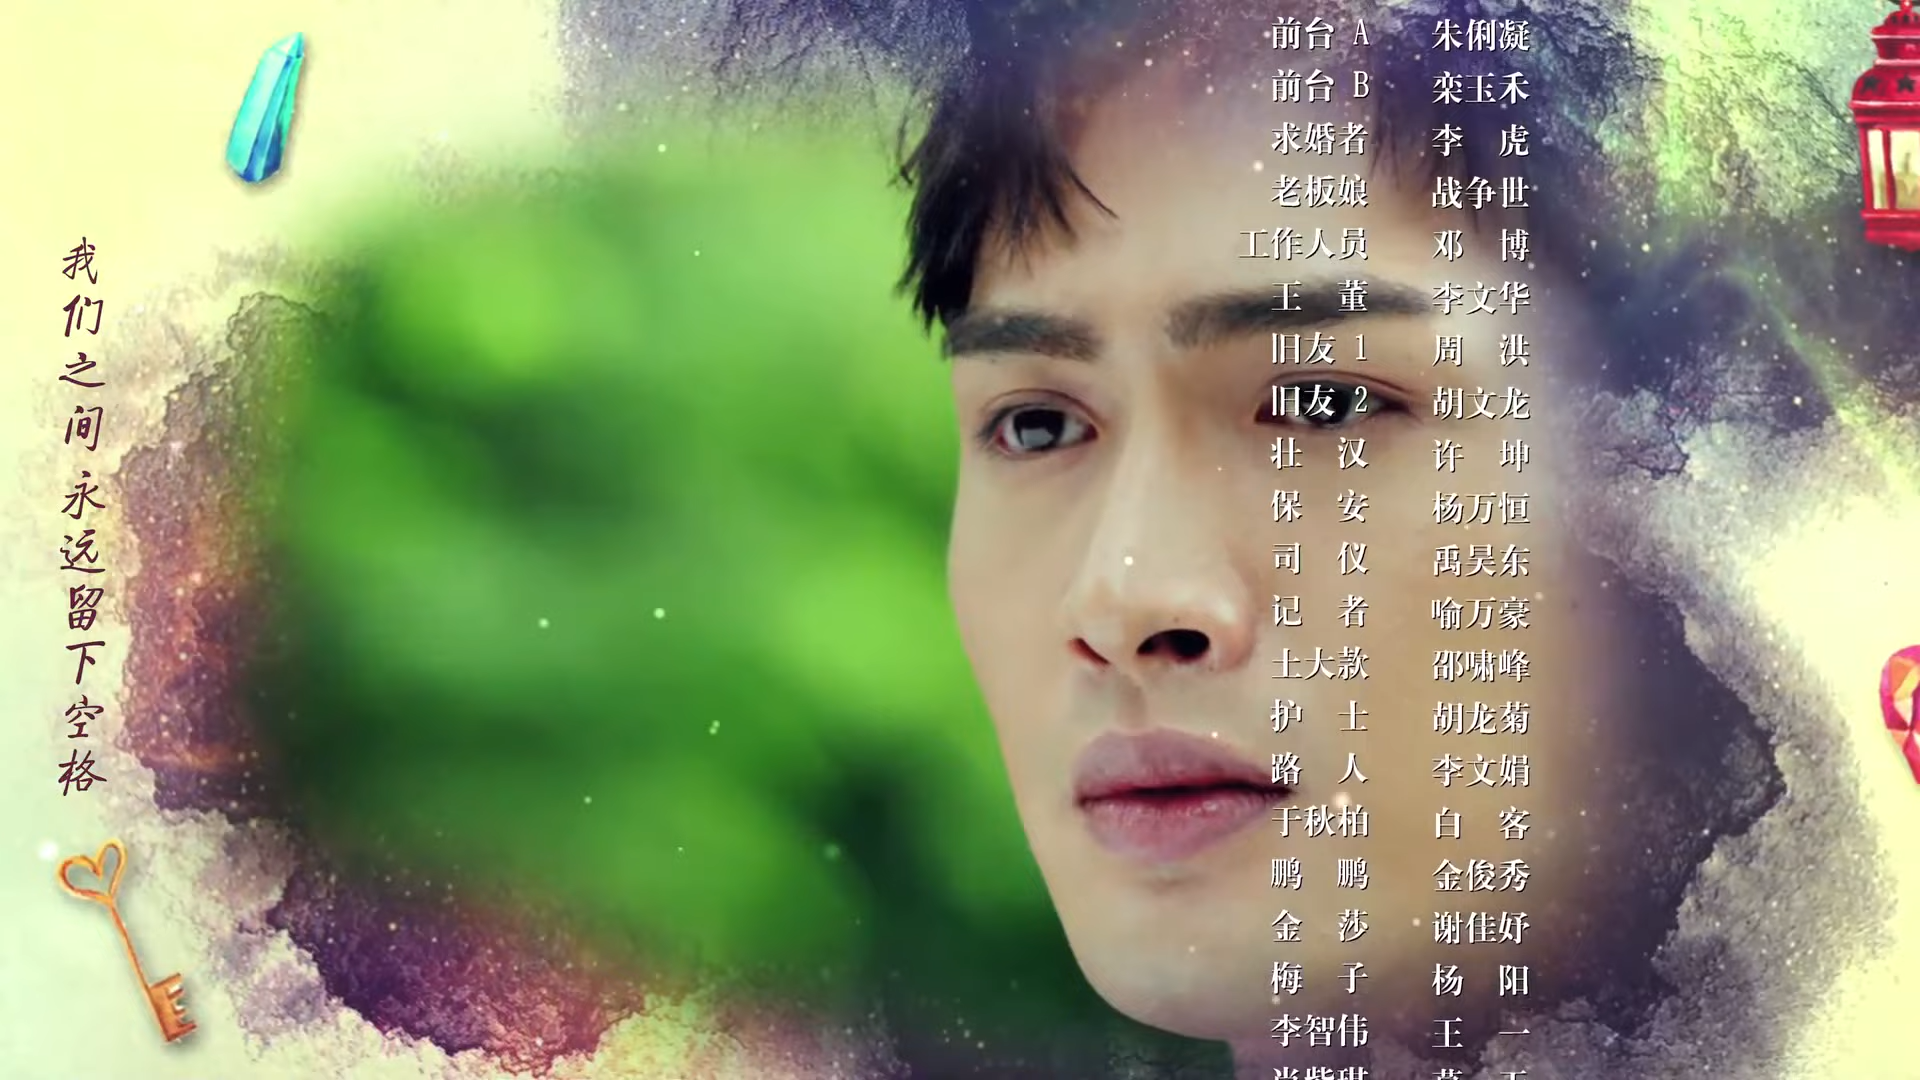 我们之间永远留下空格
前台 A 朱俐凝
前台 B 栾玉禾
求婚者 李 虎
老板娘 战争世
工作人员 邓 博
王 董 李文华
旧友 1 周 洪
旧友 2 胡文龙
壮 汉 许 坤
保 安 杨万恒
司 仪 禹昊东
记 者 喻万豪
土大款 邵啸峰
护 士 胡龙菊
路 人 李文娟
于秋柏 白 客
鹏 鹏 金俊秀
金 莎 谢佳妤
梅 子 杨 阳
李智伟 王 一